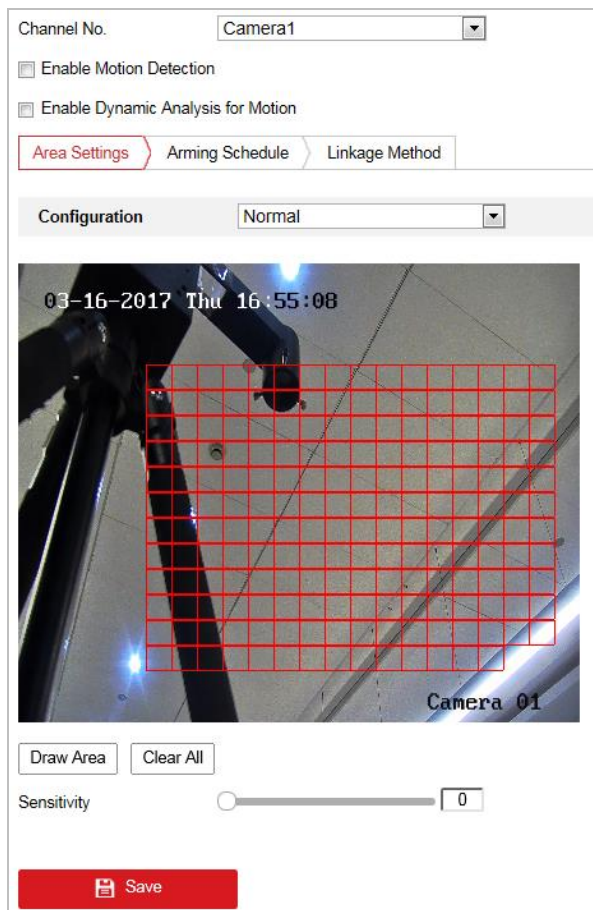 Channel No. Camera1
Enable Motion Detection
Enable Dynamic Analysis for Motion
Area Settings Arming Schedule Linkage Method
Configuration Normal
03-16-2017 Thu 16:55:08
Camera 01
Draw Area Clear All
Sensitivity 0
Save